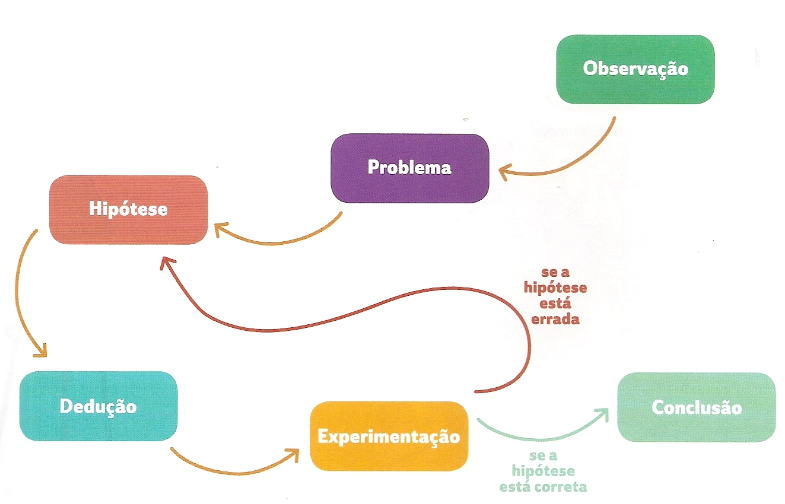 Observação
Problema
Hipótese
se a
hipótese
está
errada
Dedução
Experimentação
Conclusão
se a
hipótese
está correta